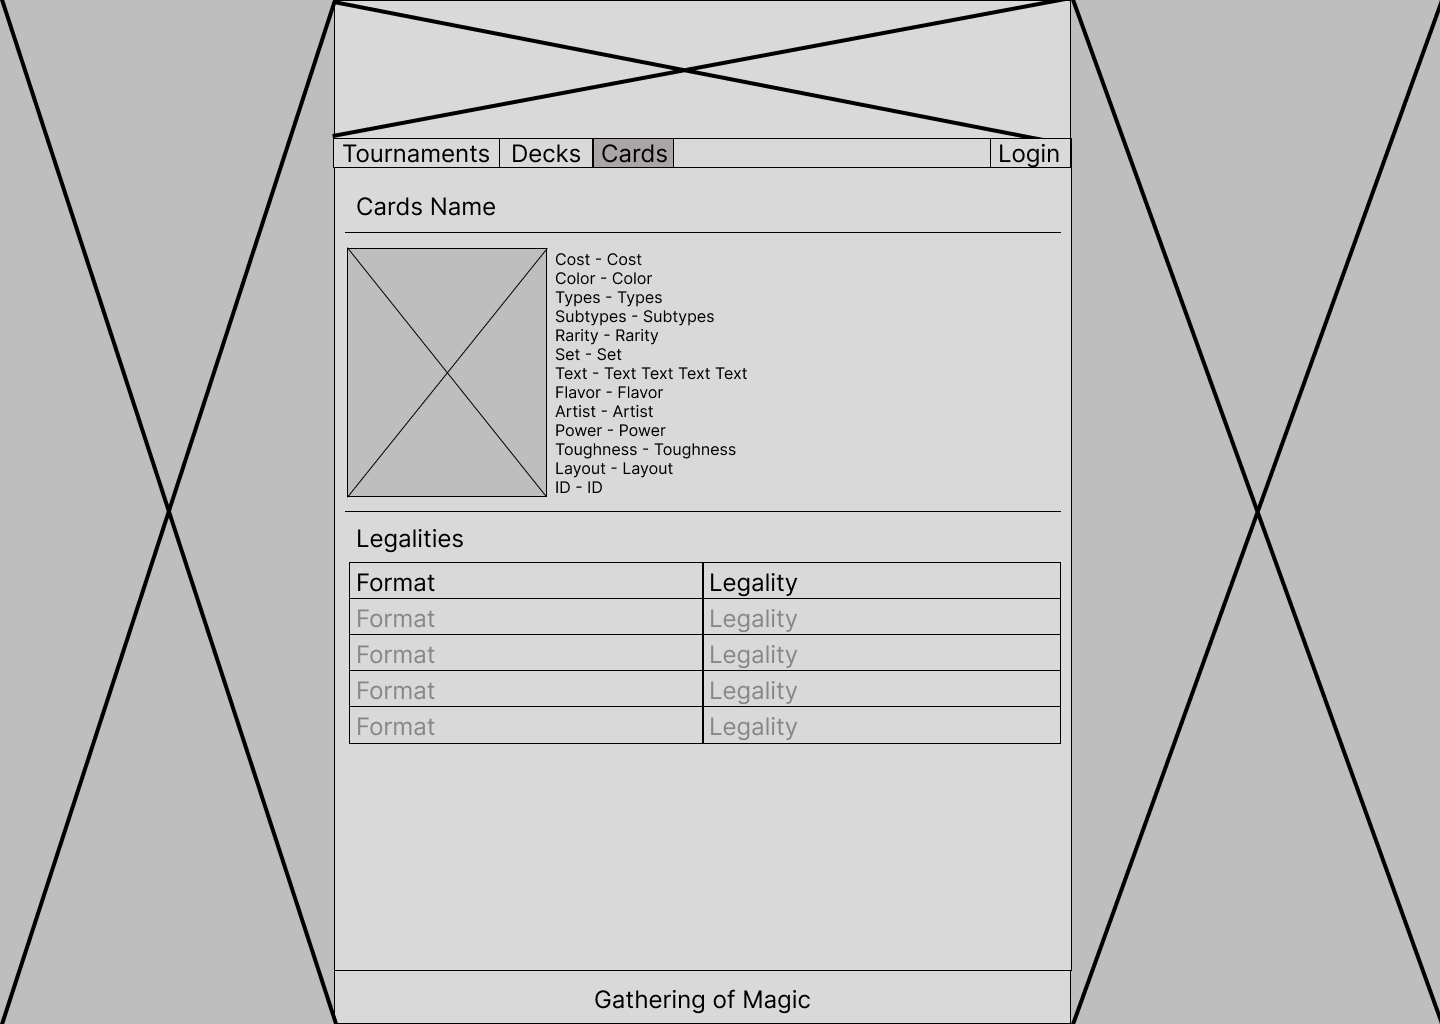 Tournaments Decks Cards Login
Cards Name
Cost - Cost
Color - Color
Types - Types
Subtypes - Subtypes
Rarity - Rarity
Set - Set
Text - Text Text Text Text
Flavor - Flavor
Artist - Artist
Power - Power
Toughness - Toughness
Layout - Layout
ID - ID
Legalities
Format Legality
Format Legality
Format Legality
Format Legality
Format Legality
Gathering of Magic